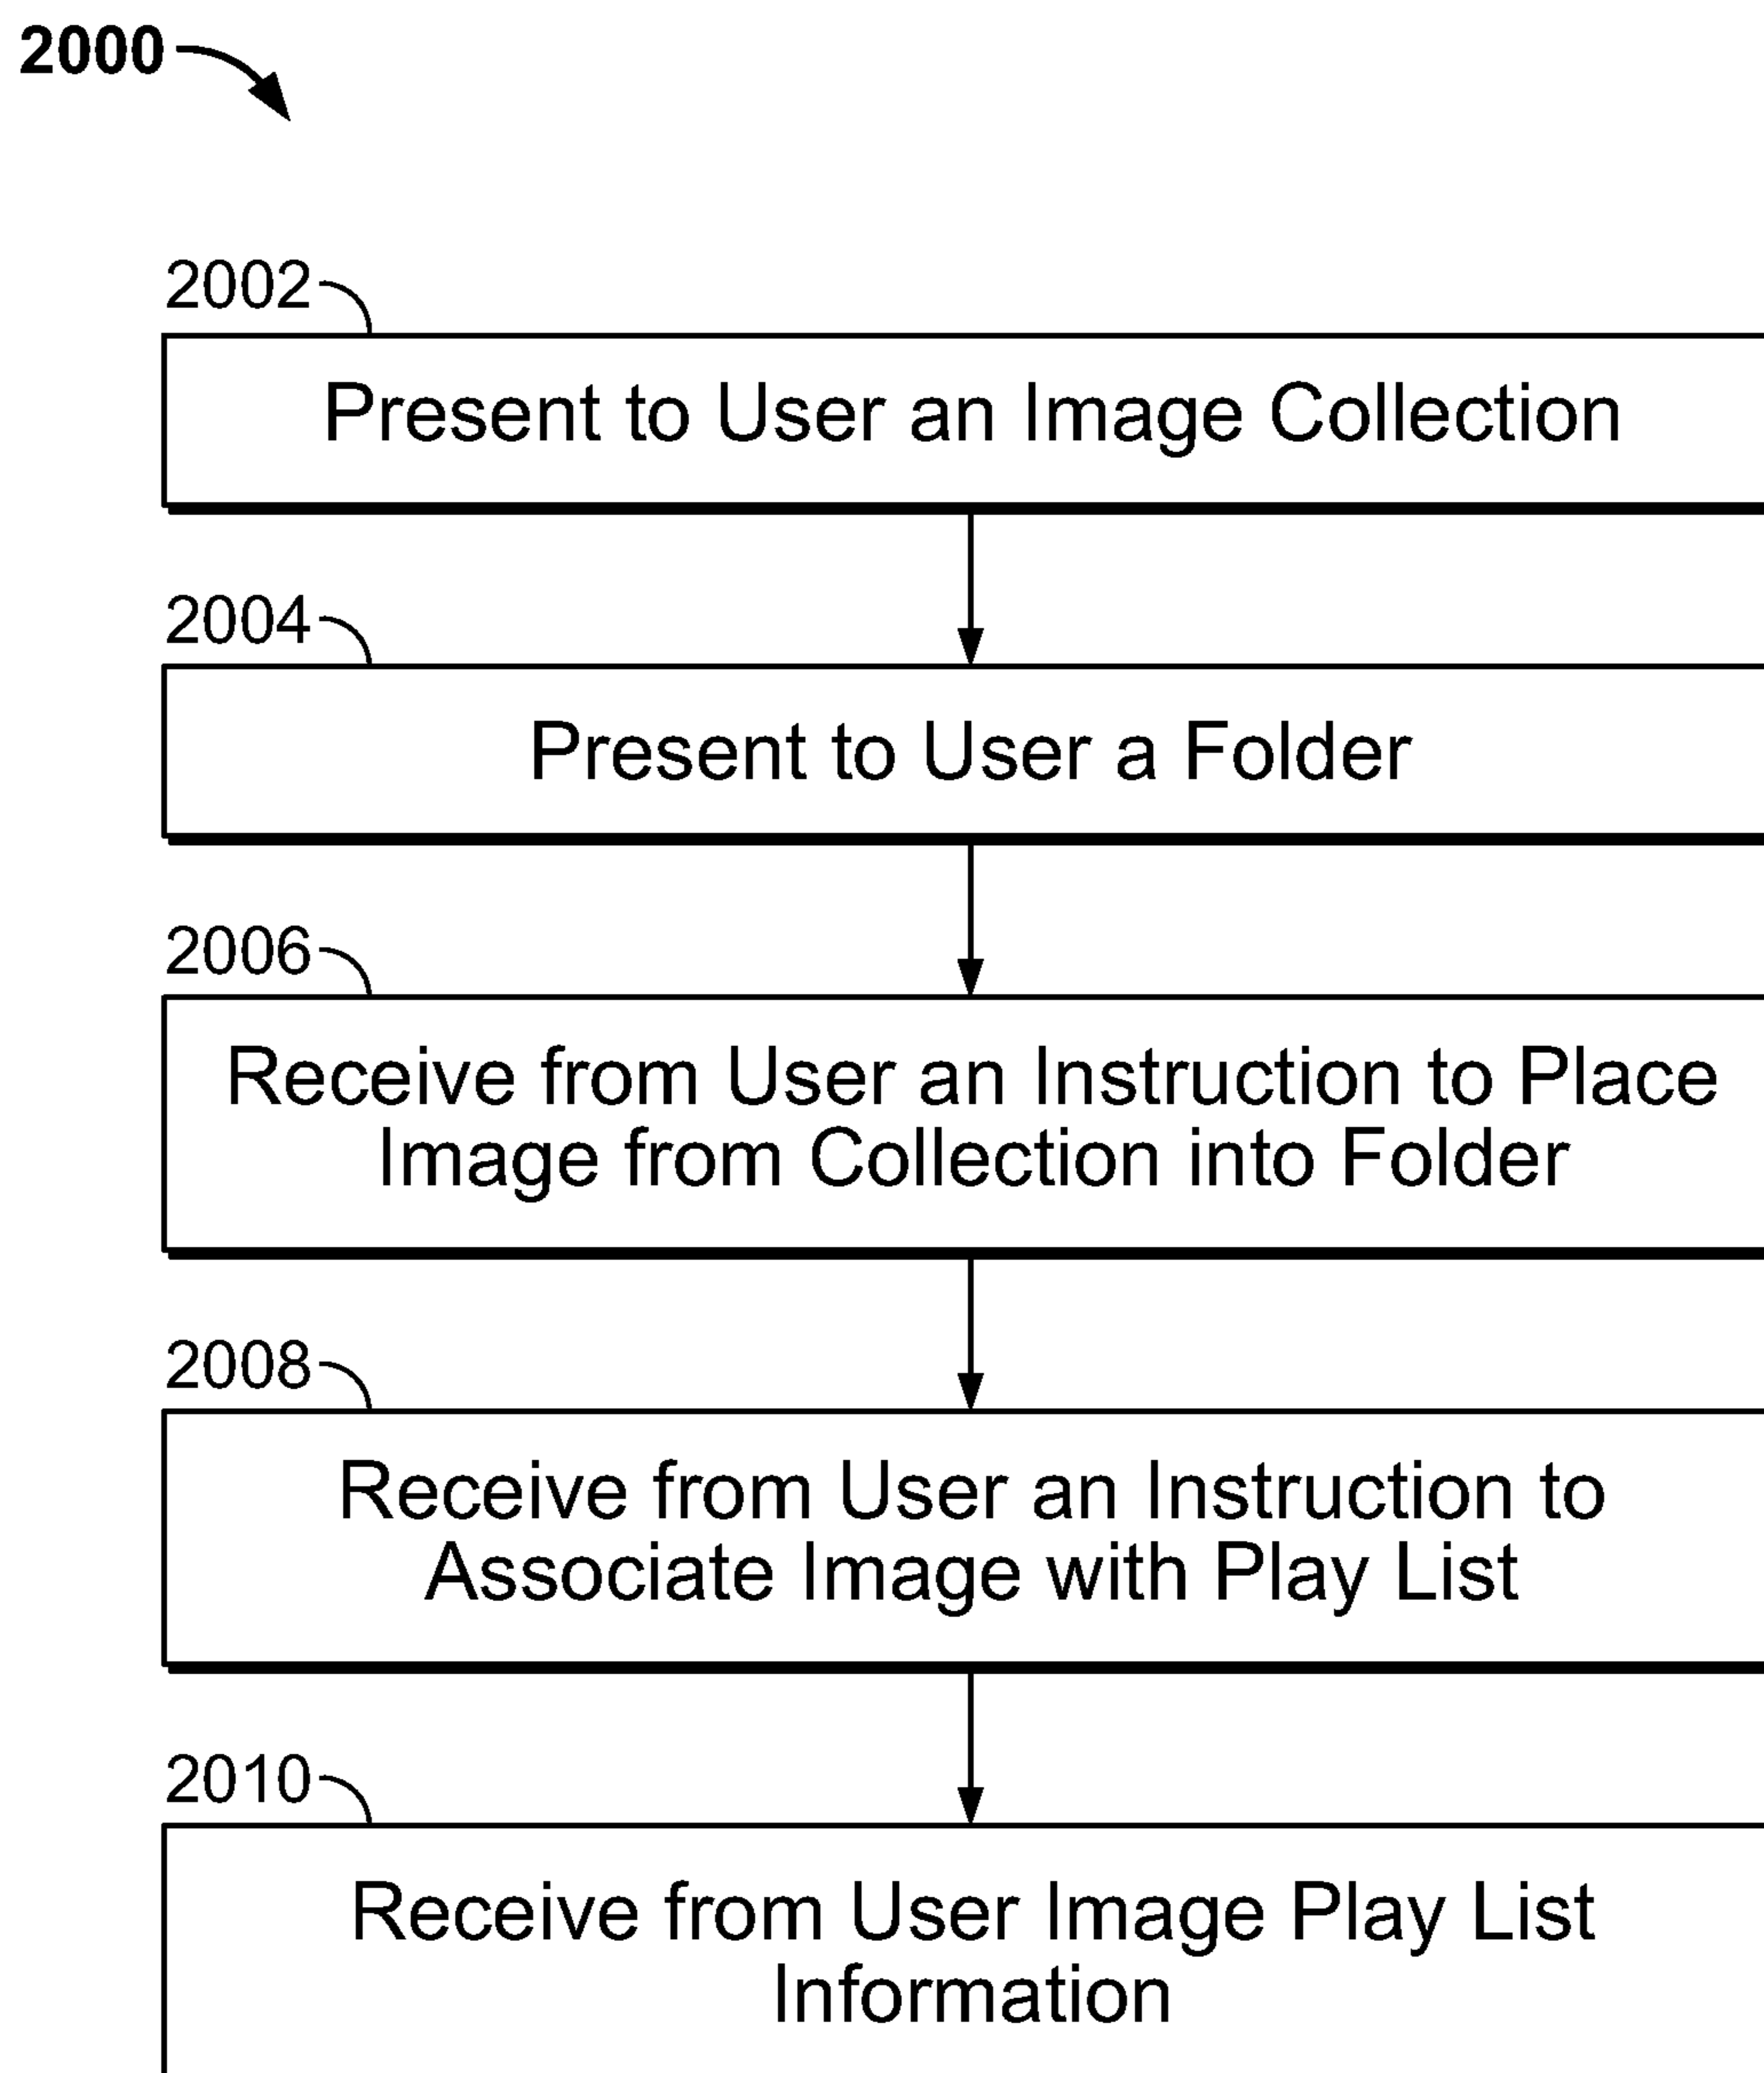 2000
2002
Present to User an Image Collection
2004
Present to User a Folder
2006
Receive from User an Instruction to Place
Image from Collection into Folder
2008
Receive from User an Instruction to
Associate Image with Play List
2010
Receive from User Image Play List
Information